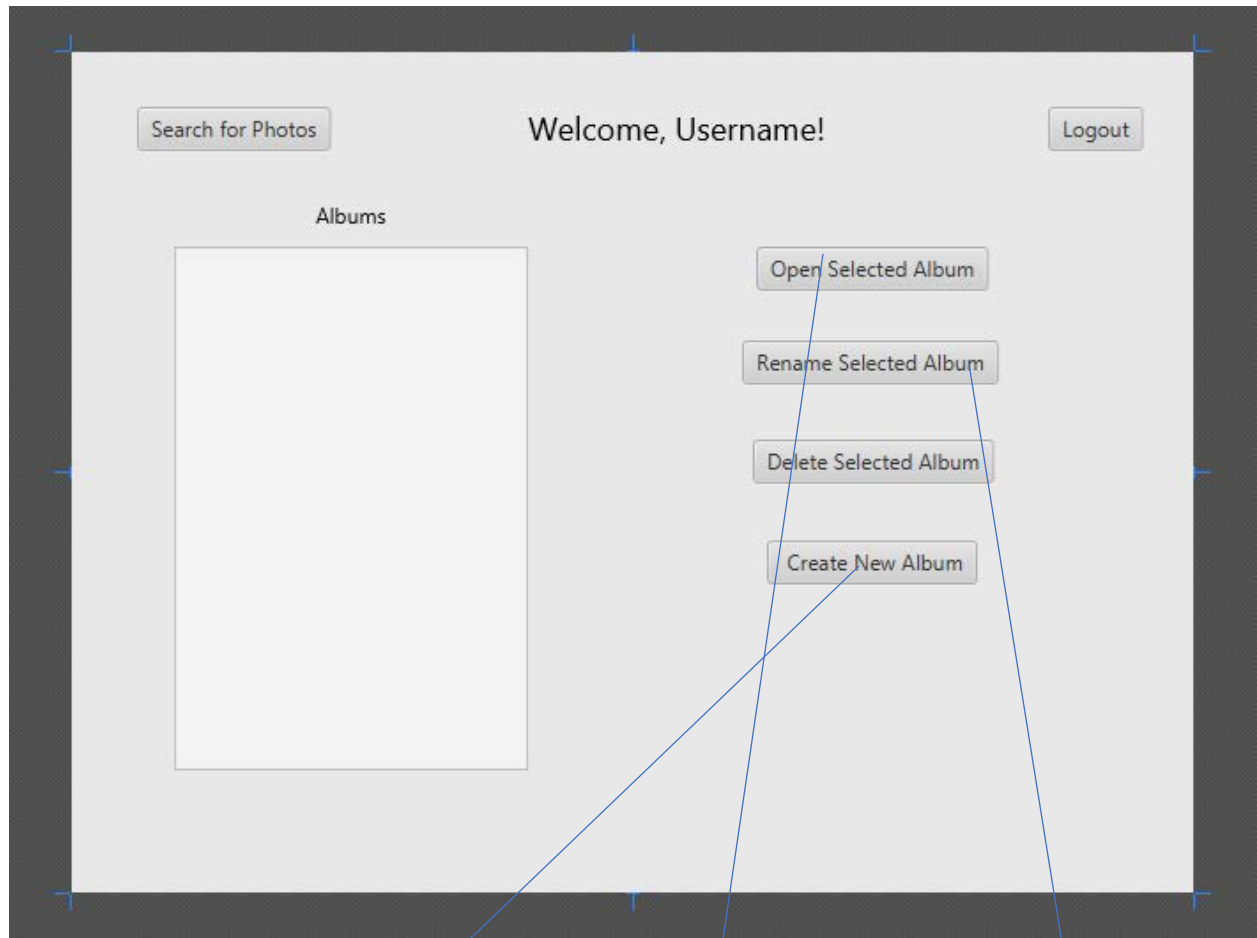 Search for Photos
Welcome, Username!
Logout
Albums
Open Selected Album
Rename Selected Album
Delete Selected Album
Create New Album